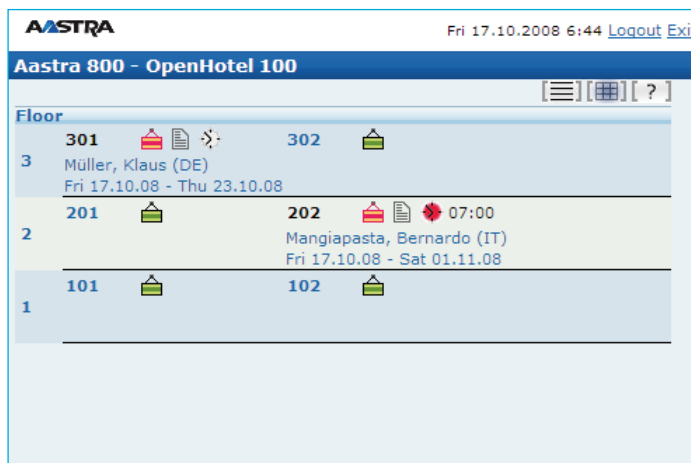 AASTRA
Fri 17.10.2008 6:44 Logout Exi
Aastra 800 - OpenHotel 100
[ ] [ ] [ ? ]
Floor
301 302
3
Müller, Klaus (DE)
Fri 17.10.08 - Thu 23.10.08
201 202 07:00
2
Mangiapasta, Bernardo (IT)
Fri 17.10.08 - Sat 01.11.08
101 102
1